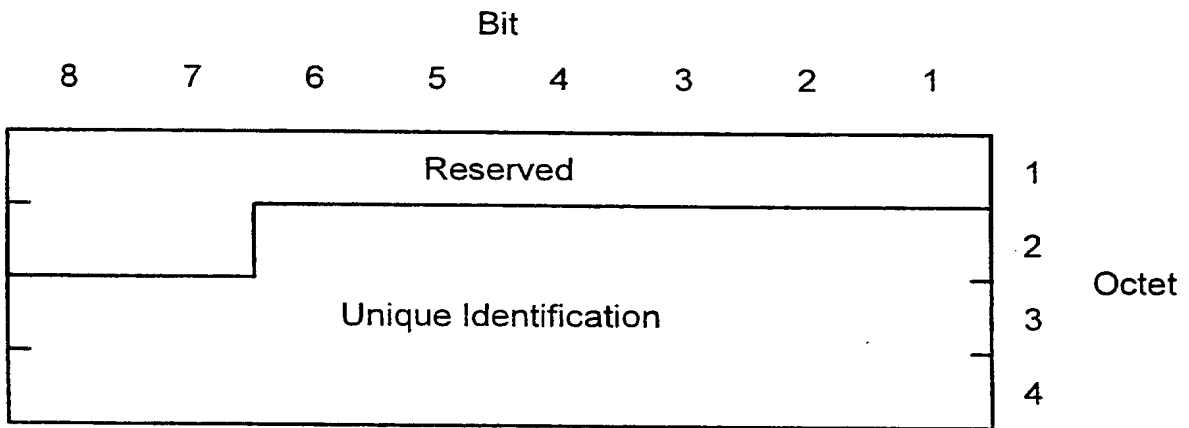 Bit
8 7 6 5 4 3 2 1
Reserved 1
2
Octet
Unique Identification 3
4